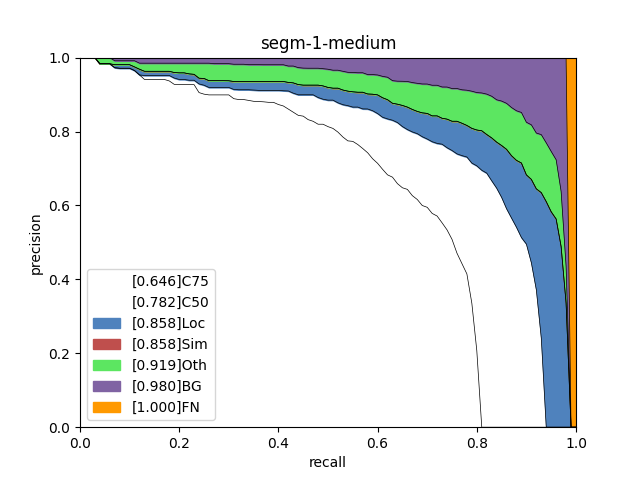 segm-1-medium
precision
1.0
0.8
0.6
0.4
0.2
0.0
[0.646]C75
[0.782]C50
[0.858]Loc
[0.858]Sim
[0.919]Oth
[0.980]BG
[1.000]FN
0.0 0.2 0.4 0.6 0.8 1.0
recall